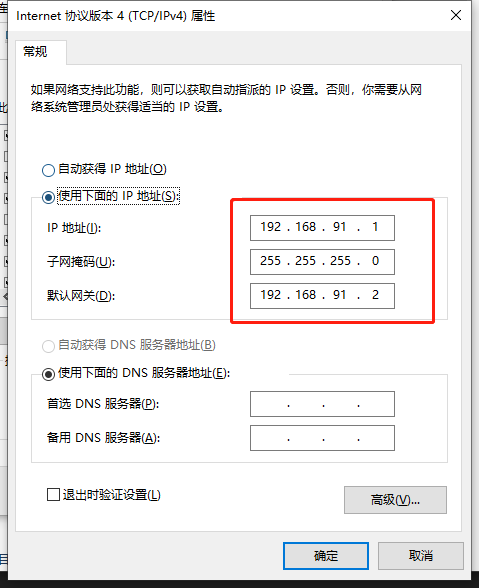 Internet 协议版本 4 (TCP/IPv4) 属性
常规
如果网络支持此功能，则可以获取自动指派的 IP 设置。否则，你需要从网
络系统管理员处获得适当的 IP 设置。
自动获得 IP 地址(O)
使用下面的 IP 地址(S):
IP 地址(I): 192 . 168 . 91 . 1
子网掩码(U): 255 . 255 . 255 . 0
默认网关(D): 192 . 168 . 91 . 2
自动获得 DNS 服务器地址(B)
使用下面的 DNS 服务器地址(E):
首选 DNS 服务器(P): . . .
备用 DNS 服务器(A): . . .
退出时验证设置(L)
高级(V)...
确定 取消